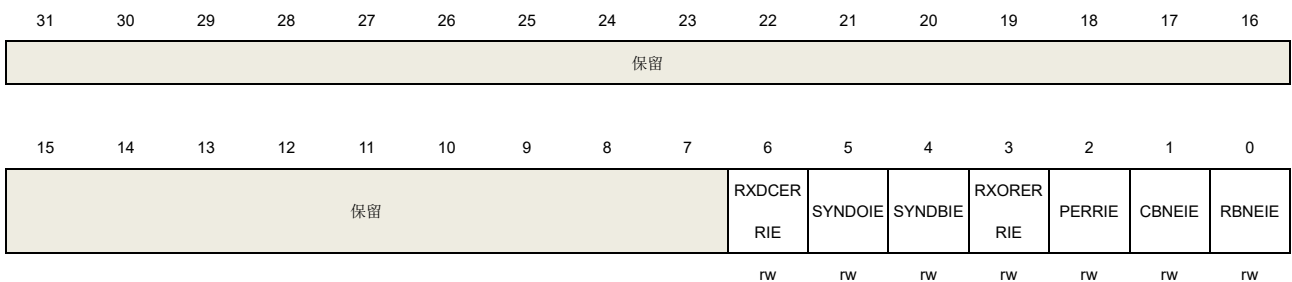 31 30 29 28 27 26 25 24 23 22 21 20 19 18 17 16
保留
15 14 13 12 11 10 9 8 7 6 5 4 3 2 1 0
保留 RXDCER RIE SYNDOIE SYNDBIE RXORER RIE PERRIE CBNEIE RBNEIE
rw rw rw rw rw rw rw